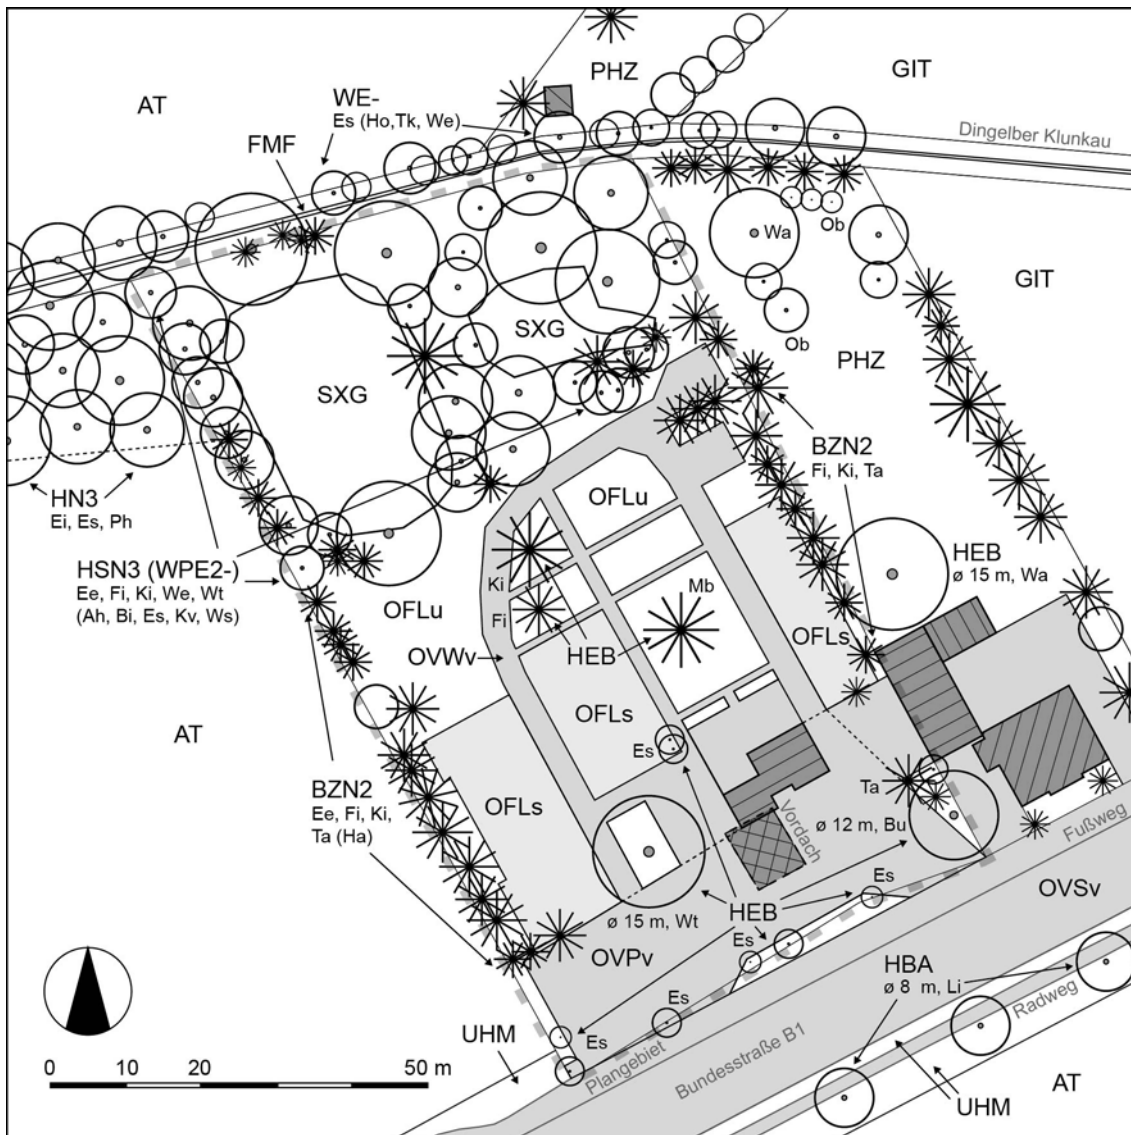 AT
WE-
Es (Ho,Tk, We)
FMF
PHZ
GIT
Dingelber Klunkau
Wa
Ob
GIT
Ob
SXG
SXG
PHZ
BZN2
Fi, Ki, Ta
HN3
Ei, Es, Ph
HSN3 (WPE2-)
Ee, Fi, Ki, We, Wt
(Ah, Bi, Es, Kv, Ws)
OFLu
OFLu
OVWv
Ki
Fi
HEB
Mb
OFLs
HEB
ø 15 m, Wa
AT
OFLs
Es
BZN2
Ee, Fi, Ki,
Ta (Ha)
OFLs
Vordach
Ta
ø 12 m, Bu
Fußweg
ø 15 m, Wt
HEB
Es
OVSv
OVPv
Es
Es
Es
HBA
ø 8 m, Li
Radweg
UHM
Plangebiet
Bundesstraße B1
UHM
AT
0 10 20 50 m